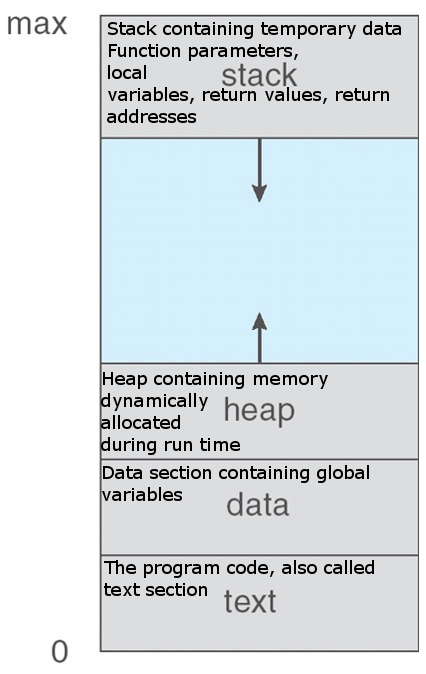 max
Stack containing temporary data
Function parameters,
local
stack
variables, return values, return
addresses
Heap containing memory
dynamically
heap
allocated
during run time
Data section containing global
variables
data
The program code, also called
text section
text
0